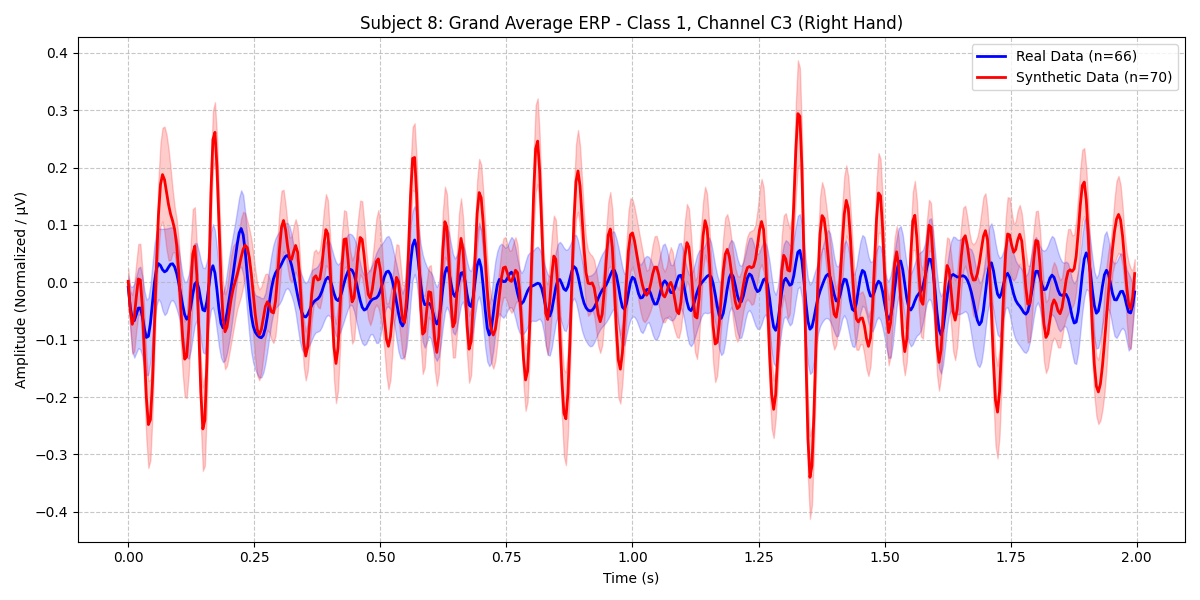 Subject 8: Grand Average ERP - Class 1, Channel C3 (Right Hand)
Real Data (n=66)
Synthetic Data (n=70)
Amplitude (Normalized / µV)
0.4
0.3
0.2
0.1
0.0
−0.1
−0.2
−0.3
−0.4
0.00 0.25 0.50 0.75 1.00 1.25 1.50 1.75 2.00
Time (s)